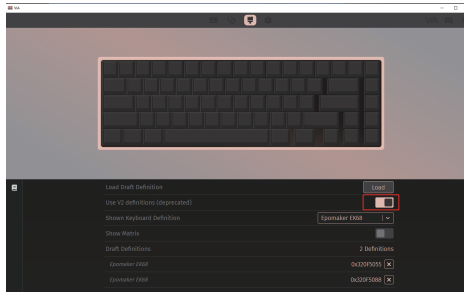 VIA
VIA
Load Draft Definition
Load
Use V2 definitions (deprecated)
Shown Keyboard Definition
Epomaker EK68
Show Matrix
Draft Definitions
2 Definitions
Epomaker EK68
0x320F5055
Epomaker EK68
0x320F5088